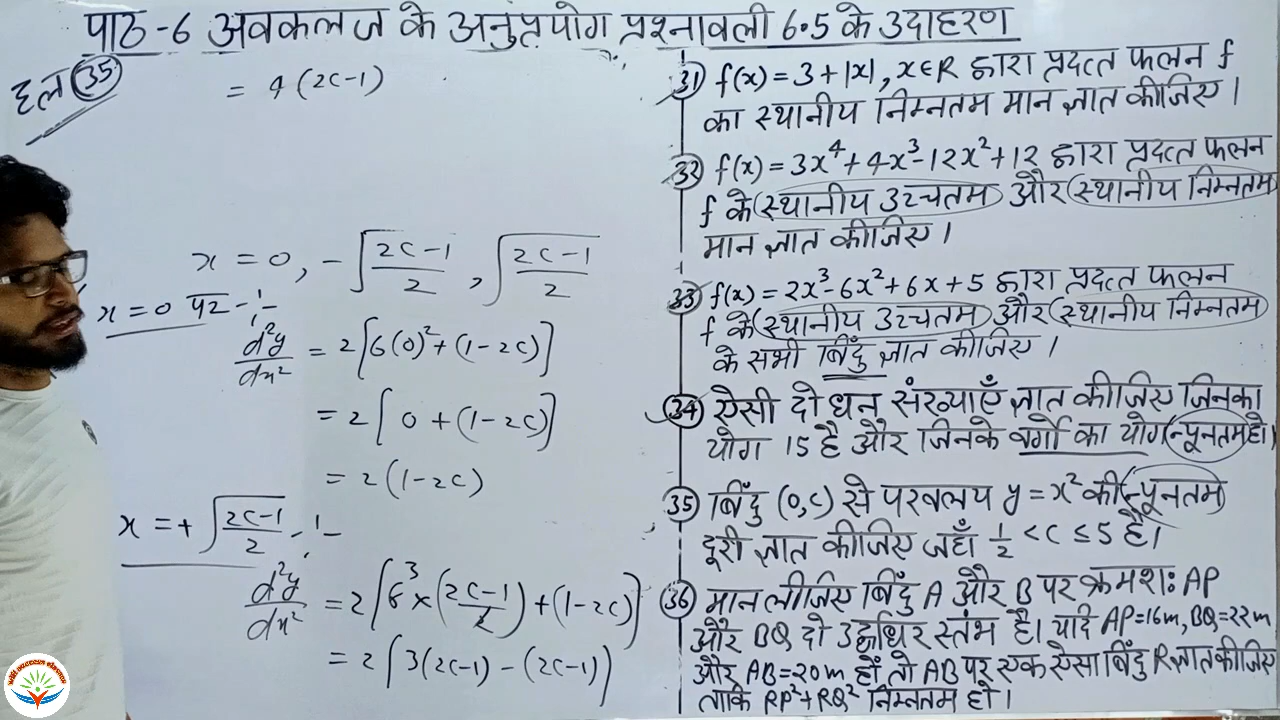 पाठ -6 अवकलज के अनुप्रयोग प्रश्नावली 6.5 के उदाहरण
हल (35)
= 4(2c-1)
x = 0, -√(2c-1)/2, √(2c-1)/2
x = 0 पर -:-
d²y/dx² = 2[6(0)² + (1-2c)]
= 2[0 + (1-2c)]
= 2(1-2c)
x = + √(2c-1)/2 -:-
d²y/dx² = 2[6 3 × (2c-1)/2 + (1-2c)]
= 2[3(2c-1) - (2c-1)]
31) f(x) = 3+|x|, x∈R द्वारा प्रदत्त फलन f
का स्थानीय निम्नतम मान ज्ञात कीजिए।
32) f(x) = 3x⁴+4x³-12x²+12 द्वारा प्रदत्त फलन
f के (स्थानीय उच्चतम) और (स्थानीय निम्नतम
मान ज्ञात कीजिए।
33) f(x) = 2x³-6x²+6x+5 द्वारा प्रदत्त फलन
f के (स्थानीय उच्चतम) और (स्थानीय निम्नतम)
के सभी बिंदु ज्ञात कीजिए।
34) ऐसी दो धन संख्याएँ ज्ञात कीजिए जिनका
योग 15 है और जिनके वर्गों का योग (न्यूनतम) हो।
35) बिंदु (0,c) से परवलय y = x² की (न्यूनतम)
दूरी ज्ञात कीजिए जहाँ 1/2 < c ≤ 5 है।
36) मान लीजिए बिंदु A और B पर क्रमश: AP
और BQ दो उर्ध्वाधर स्तंभ है। यदि AP=16m, BQ=22m
और AB=20m हों तो AB पर एक ऐसा बिंदु R ज्ञात कीजिए
ताकि RP²+RQ² निम्नतम हो।